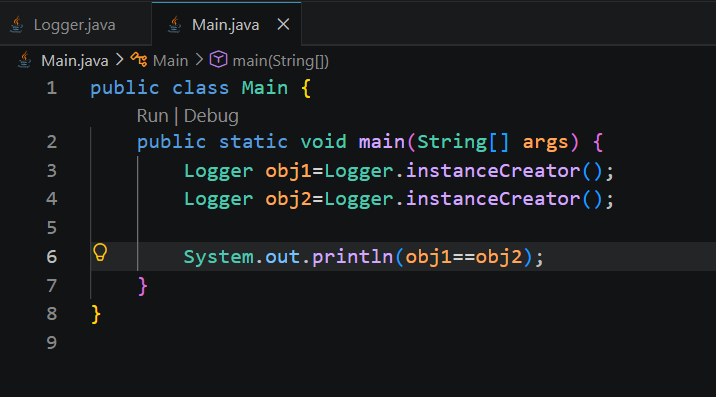 Logger.java Main.java ×
Main.java > Main > main(String[])
1 public class Main {
Run | Debug
2 public static void main(String[] args) {
3 Logger obj1=Logger.instanceCreator();
4 Logger obj2=Logger.instanceCreator();
5
6 System.out.println(obj1==obj2);
7 }
8 }
9